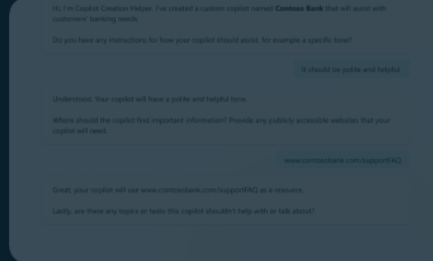 Hi, I'm Copilot Creation Helper. I've created a custom copilot named Contoso Bank that will assist with
customers' banking needs.
Do you have any instructions for how your copilot should assist, for example a specific tone?
It should be polite and helpful
Understood. Your copilot will have a polite and helpful tone.
Where should the copilot find important information? Provide any publicly accessible websites that your
copilot will need.
www.contosobank.com/supportFAQ
Great, your copilot will use www.contosobank.com/supportFAQ as a resource.
Lastly, are there any topics or tasks this copilot shouldn't help with or talk about?